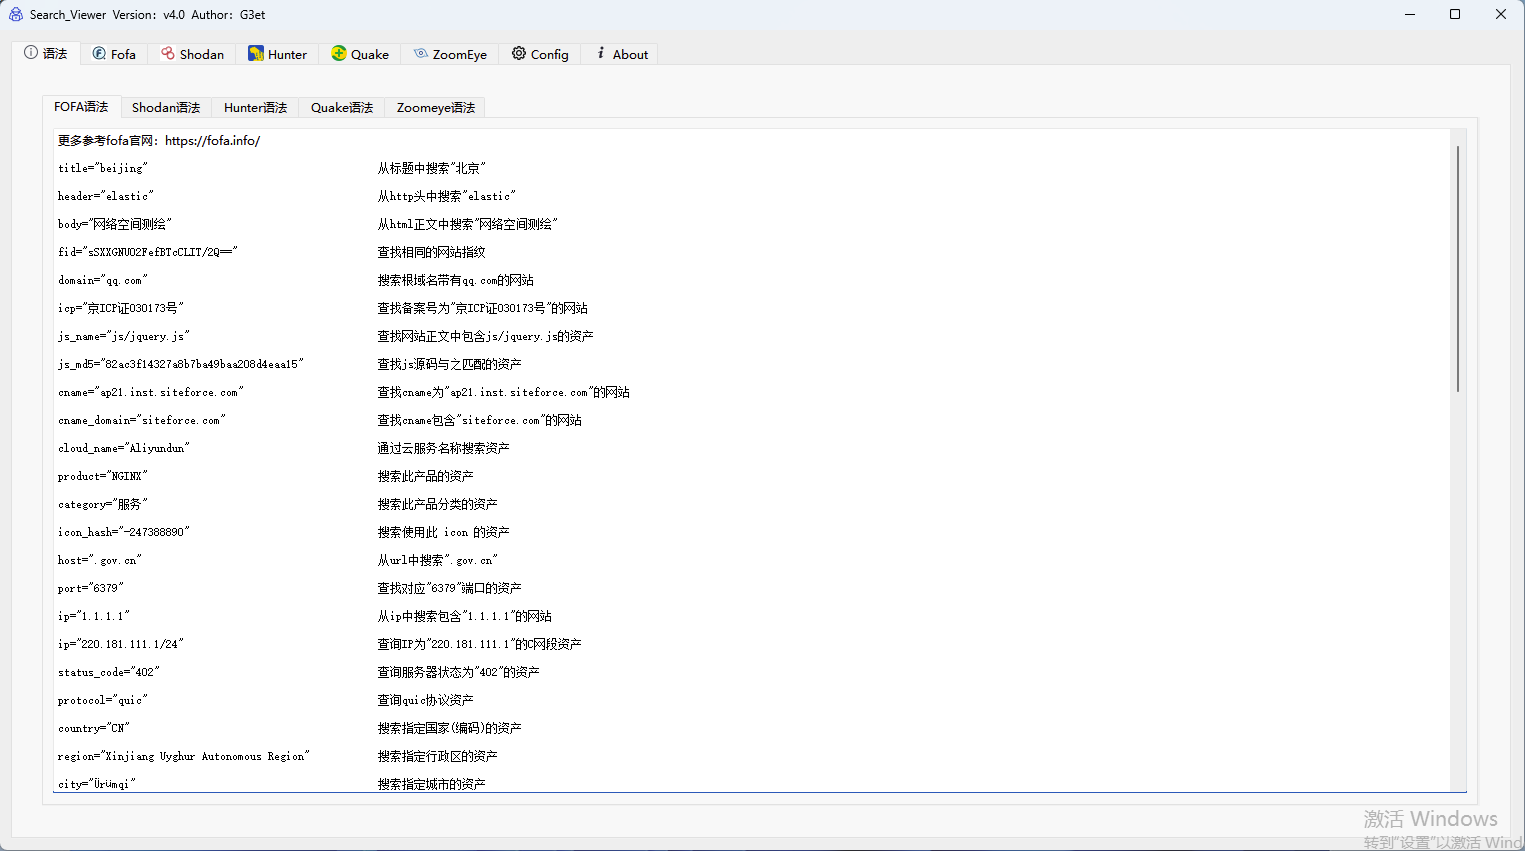 Search_Viewer Version: v4.0 Author: G3et
语法 Fofa Shodan Hunter Quake ZoomEye Config About
FOFA语法 Shodan语法 Hunter语法 Quake语法 Zoomeye语法
更多参考fofa官网：https://fofa.info/
title="beijing" 从标题中搜索"北京"
header="elastic" 从http头中搜索"elastic"
body="网络空间测绘" 从html正文中搜索"网络空间测绘"
fid="sSXXGNUO2FefBTcCLIT/2Q==" 查找相同的网站指纹
domain="qq.com" 搜索根域名带有qq.com的网站
icp="京ICP证030173号" 查找备案号为"京ICP证030173号"的网站
js_name="js/jquery.js" 查找网站正文中包含js/jquery.js的资产
js_md5="82ac3f14327a8b7ba49baa208d4eaa15" 查找js源码与之匹配的资产
cname="ap21.inst.siteforce.com" 查找cname为"ap21.inst.siteforce.com"的网站
cname_domain="siteforce.com" 查找cname包含"siteforce.com"的网站
cloud_name="Aliyundun" 通过云服务名称搜索资产
product="NGINX" 搜索此产品的资产
category="服务" 搜索此产品分类的资产
icon_hash="-247388890" 搜索使用此 icon 的资产
host=".gov.cn" 从url中搜索".gov.cn"
port="6379" 查找对应"6379"端口的资产
ip="1.1.1.1" 从ip中搜索包含"1.1.1.1"的网站
ip="220.181.111.1/24" 查询IP为"220.181.111.1"的C网段资产
status_code="402" 查询服务器状态为"402"的资产
protocol="quic" 查询quic协议资产
country="CN" 搜索指定国家(编码)的资产
region="Xinjiang Uyghur Autonomous Region" 搜索指定行政区的资产
city="Ürümqi" 搜索指定城市的资产
激活 Windows
转到"设置"以激活 Wind